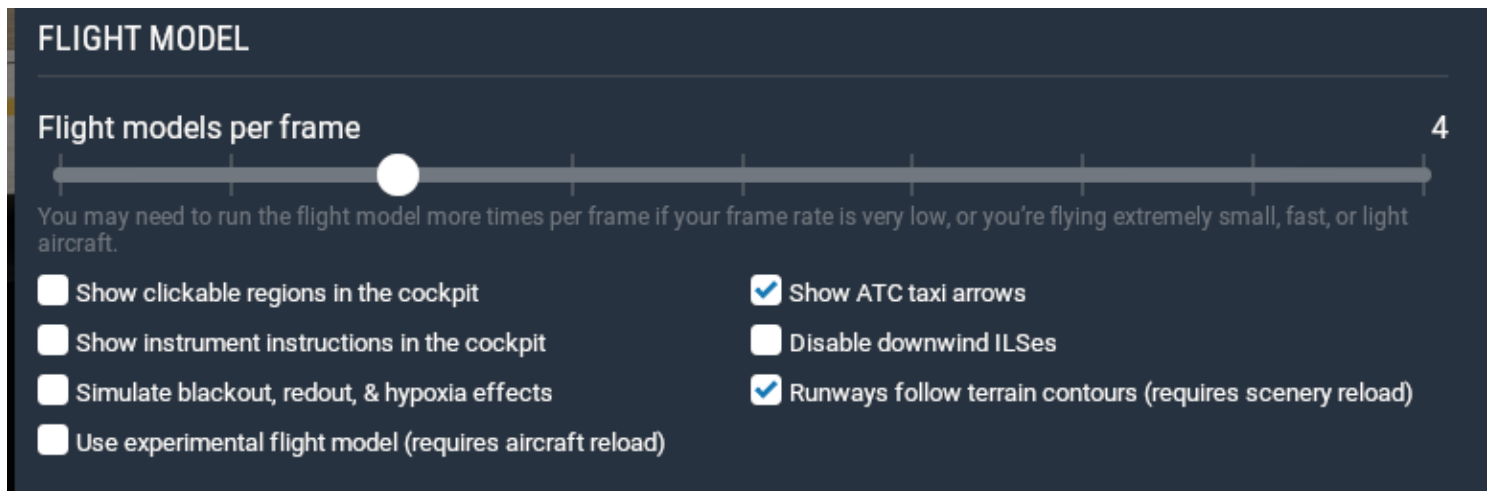 FLIGHT MODEL
Flight models per frame 4
You may need to run the flight model more times per frame if your frame rate is very low, or you're flying extremely small, fast, or light
aircraft.
Show clickable regions in the cockpit
Show instrument instructions in the cockpit
Simulate blackout, redout, & hypoxia effects
Use experimental flight model (requires aircraft reload)
Show ATC taxi arrows
Disable downwind ILSes
Runways follow terrain contours (requires scenery reload)